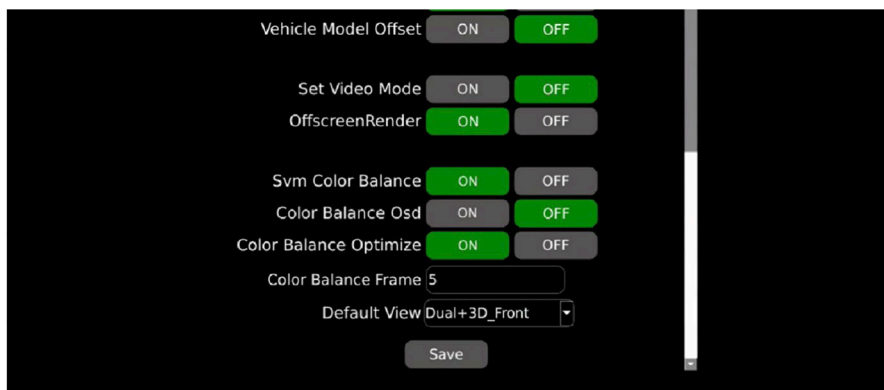 Vehicle Model Offset ON OFF
Set Video Mode ON OFF
OffscreenRender ON OFF
Svm Color Balance ON OFF
Color Balance Osd ON OFF
Color Balance Optimize ON OFF
Color Balance Frame 5
Default View Dual+3D_Front
Save